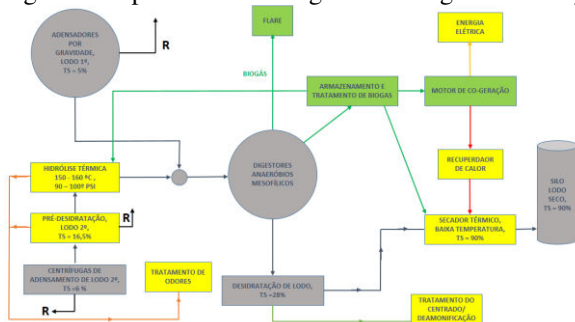 FLARE
ENERGIA
ELÉTRICA
ADENSADORES
POR
GRAVIDADE,
LODO 1º,
TS = 5%
R
BIOGÁS
ARMAZENAMENTO E
TRATAMENTO DE BIOGAS
MOTOR DE CO-GERAÇÃO
HIDRÓLISE TÉRMICA
150 - 160 ºC ,
90 – 100º PSI
DIGESTORES
ANAERÓBIOS
MESOFÍLICOS
RECUPERDAOR
DE CALOR
SILO
LODO
SECO,
TS = 90%
PRÉ-DESIDRATAÇÃO,
LODO 2º,
TS = 16,5%
R
SECADOR TÉRMICO,
BAIXA TEMPERATURA,
TS = 90%
CENTRÍFUGAS DE
ADENSAMENTO DE LODO 2º,
TS =6 %
TRATAMENTO DE
ODORES
DESIDRATAÇÃO DE LODO,
TS =28%
R
TRATAMENTO DO
CENTRADO/
DEAMONIFICAÇÃO